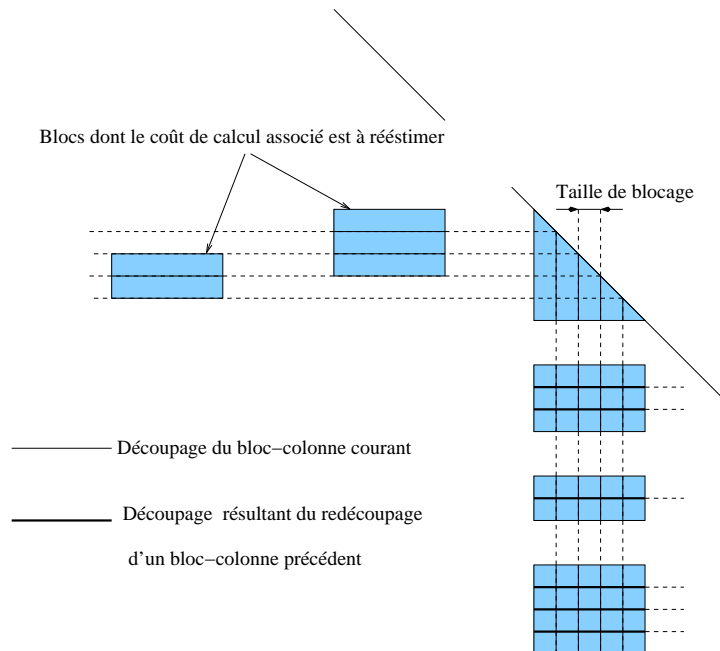 Blocs dont le coût de calcul associé est à rééstimer
Taille de blocage
Découpage du bloc−colonne courant
Découpage résultant du redécoupage
d'un bloc−colonne précédent